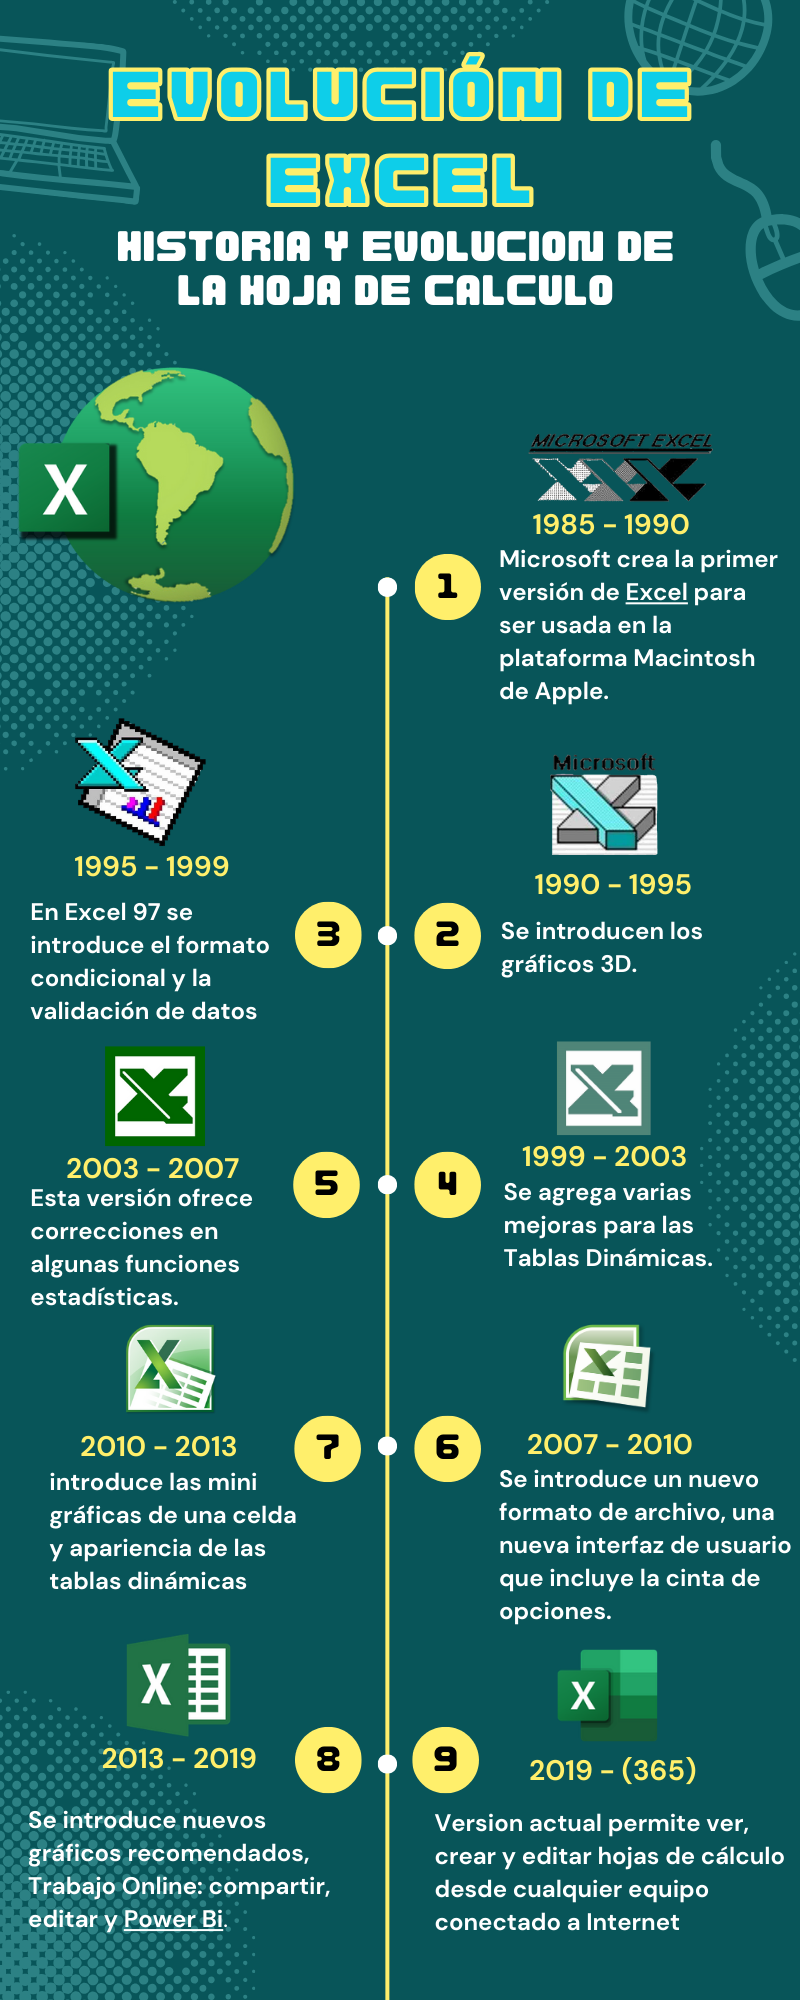 EVOLUCIÓN DE
EXCEL
HISTORIA Y EVOLUCION DE
LA HOJA DE CALCULO
X
MICROSOFT EXCEL
1985 - 1990
1
Microsoft crea la primer
versión de Excel para
ser usada en la
plataforma Macintosh
de Apple.
Microsoft
1990 - 1995
2
Se introducen los
gráficos 3D.
1995 - 1999
3
En Excel 97 se
introduce el formato
condicional y la
validación de datos
1999 - 2003
4
Se agrega varias
mejoras para las
Tablas Dinámicas.
2003 - 2007
5
Esta versión ofrece
correcciones en
algunas funciones
estadísticas.
2007 - 2010
6
Se introduce un nuevo
formato de archivo, una
nueva interfaz de usuario
que incluye la cinta de
opciones.
2010 - 2013
7
introduce las mini
gráficas de una celda
y apariencia de las
tablas dinámicas
X
2013 - 2019
8
Se introduce nuevos
gráficos recomendados,
Trabajo Online: compartir,
editar y Power Bi.
X
2019 - (365)
9
Version actual permite ver,
crear y editar hojas de cálculo
desde cualquier equipo
conectado a Internet